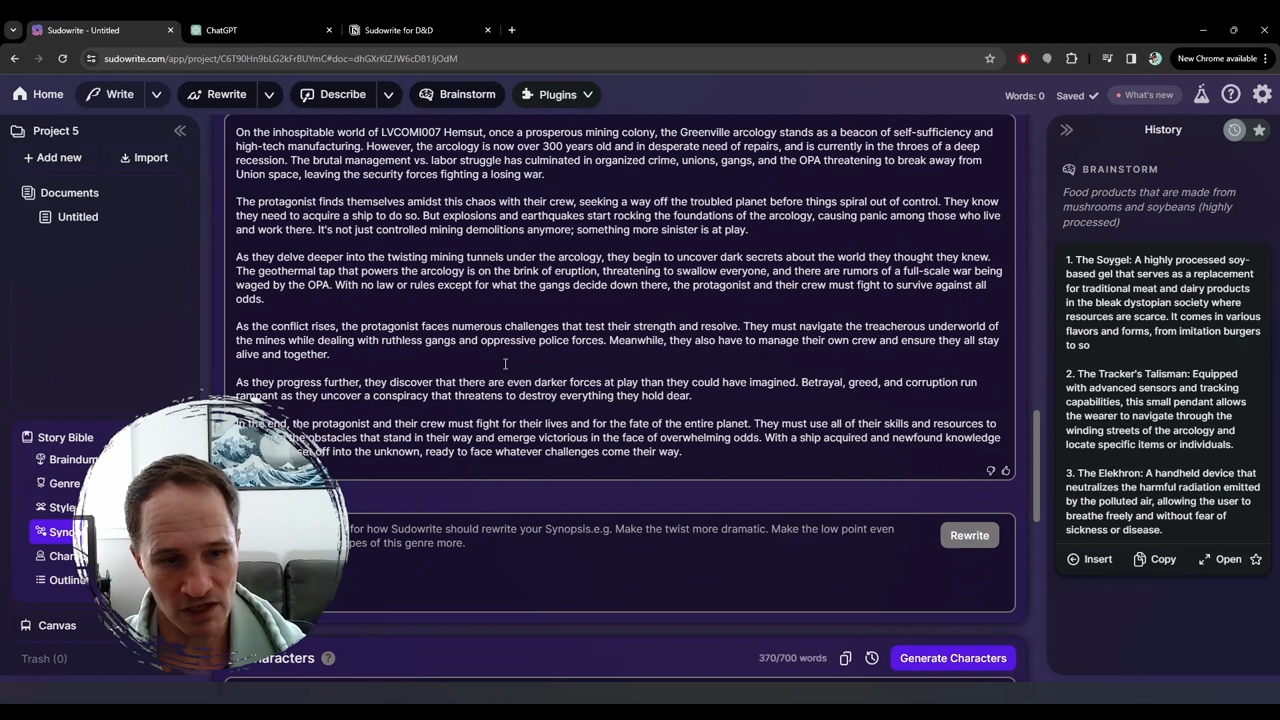 Sudowrite - Untitled
ChatGPT
Sudowrite for D&D
sudowrite.com/app/project/C6T90Hn9bLG2kFrBUYmC#doc=dhGXrKIZJW6cD81JjOdM
New Chrome available
Home
Write
Rewrite
Describe
Brainstorm
Plugins
Words: 0
Saved
What's new
Project 5
Add new
Import
Documents
Untitled
On the inhospitable world of LVCOMI007 Hemsut, once a prosperous mining colony, the Greenville arcology stands as a beacon of self-sufficiency and
high-tech manufacturing. However, the arcology is now over 300 years old and in desperate need of repairs, and is currently in the throes of a deep
recession. The brutal management vs. labor struggle has culminated in organized crime, unions, gangs, and the OPA threatening to break away from
Union space, leaving the security forces fighting a losing war.
The protagonist finds themselves amidst this chaos with their crew, seeking a way off the troubled planet before things spiral out of control. They know
they need to acquire a ship to do so. But explosions and earthquakes start rocking the foundations of the arcology, causing panic among those who live
and work there. It's not just controlled mining demolitions anymore; something more sinister is at play.
As they delve deeper into the twisting mining tunnels under the arcology, they begin to uncover dark secrets about the world they thought they knew.
The geothermal tap that powers the arcology is on the brink of eruption, threatening to swallow everyone, and there are rumors of a full-scale war being
waged by the OPA. With no law or rules except for what the gangs decide down there, the protagonist and their crew must fight to survive against all
odds.
As the conflict rises, the protagonist faces numerous challenges that test their strength and resolve. They must navigate the treacherous underworld of
the mines while dealing with ruthless gangs and oppressive police forces. Meanwhile, they also have to manage their own crew and ensure they all stay
alive and together.
As they progress further, they discover that there are even darker forces at play than they could have imagined. Betrayal, greed, and corruption run
rampant as they uncover a conspiracy that threatens to destroy everything they hold dear.
the end, the protagonist and their crew must fight for their lives and for the fate of the entire planet. They must use all of their skills and resources to
the obstacles that stand in their way and emerge victorious in the face of overwhelming odds. With a ship acquired and newfound knowledge
off into the unknown, ready to face whatever challenges come their way.
for how Sudowrite should rewrite your Synopsis.e.g. Make the twist more dramatic. Make the low point even
of this genre more.
Rewrite
370/700 words
Generate Characters
Story Bible
Braindum
Genre
Style
Syno
Char
Outline
Canvas
Trash (0)
History
BRAINSTORM
Food products that are made from
mushrooms and soybeans (highly
processed)
1. The Soygel: A highly processed soy-
based gel that serves as a replacement
for traditional meat and dairy products
in the bleak dystopian society where
resources are scarce. It comes in
various flavors and forms, from
imitation burgers
to so
2. The Tracker's Talisman: Equipped
with advanced sensors and tracking
capabilities, this small pendant allows
the wearer to navigate through the
winding streets of the arcology and
locate specific items or individuals.
3. The Elekhron: A handheld device that
neutralizes the harmful radiation emitted
by the polluted air, allowing the user to
breathe freely and without fear of
sickness or disease.
Insert
Copy
Open